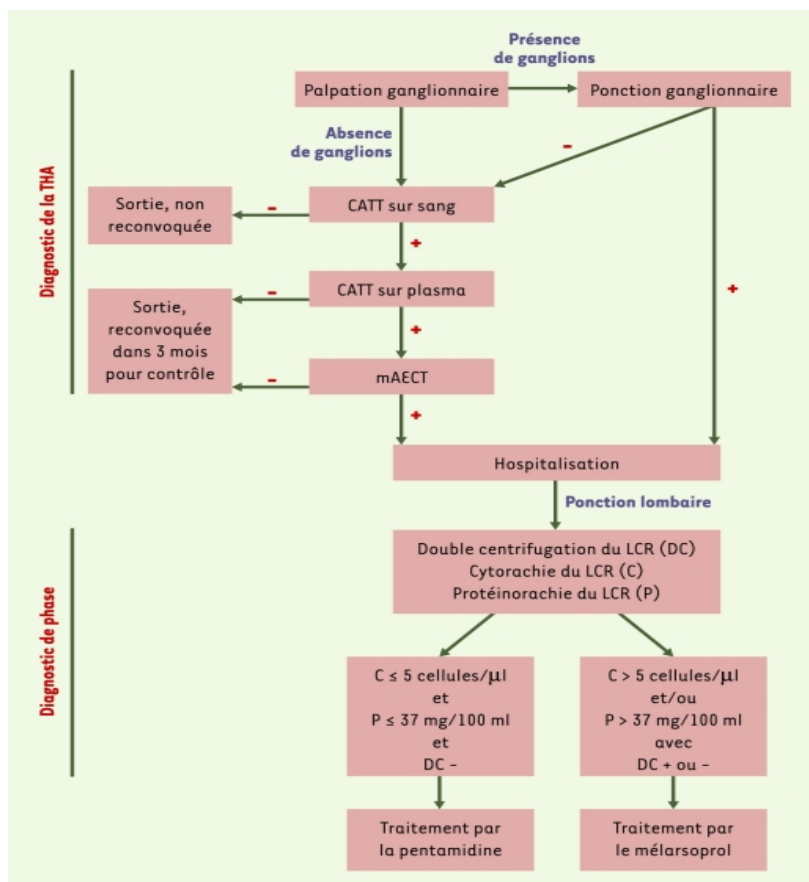 Présence
de ganglions
Palpation ganglionnaire
Ponction ganglionnaire
Absence
de ganglions
-
Diagnostic de la THA
Sortie, non
reconvoquée
-
CATT sur sang
+
Sortie,
reconvoquée
dans 3 mois
pour contrôle
-
CATT sur plasma
+
+
-
mAECT
+
Hospitalisation
Ponction lombaire
Diagnostic de phase
Double centrifugation du LCR (DC)
Cytorachie du LCR (C)
Protéinorachie du LCR (P)
C ≤ 5 cellules/µl
et
P ≤ 37 mg/100 ml
et
DC -
C > 5 cellules/µl
et/ou
P > 37 mg/100 ml
avec
DC + ou -
Traitement par
la pentamidine
Traitement par
le mélarsoprol